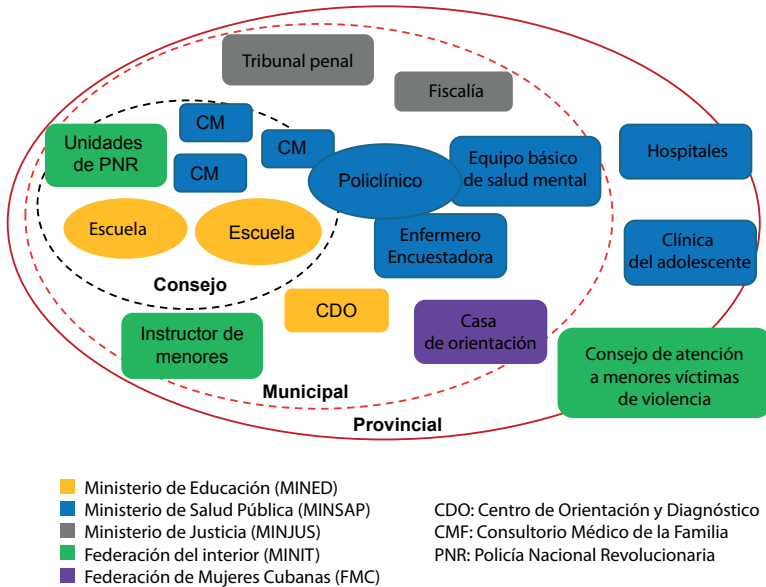 Tribunal penal
Fiscalía
CM
Unidades
de PNR
CM
CM
Policlínico
Equipo básico
de salud mental
Hospitales
Escuela
Escuela
Enfermero
Encuestadora
Clínica
del adolescente
Consejo
CDO
Instructor de
menores
Casa
de orientación
Consejo de atención
a menores víctimas
de violencia
Municipal
Provincial
Ministerio de Educación (MINED)
Ministerio de Salud Pública (MINSAP)
Ministerio de Justicia (MINJUS)
Federación del interior (MINIT)
Federación de Mujeres Cubanas (FMC)
CDO: Centro de Orientación y Diagnóstico
CMF: Consultorio Médico de la Familia
PNR: Policía Nacional Revolucionaria